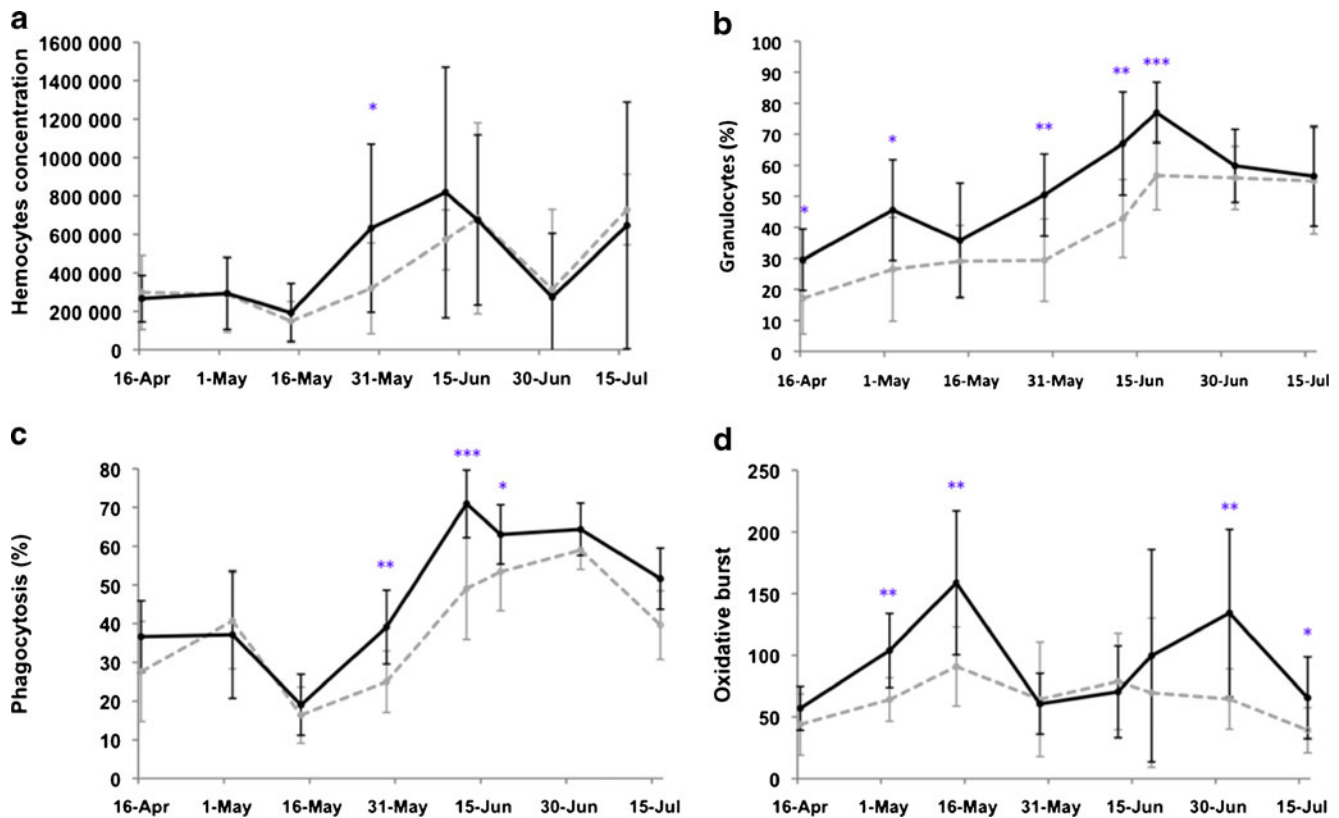 a
Hemocytes concentration
1600 000
1400 000
1200 000
1000 000
800 000
600 000
400 000
200 000
0
*
16-Apr 1-May 16-May 31-May 15-Jun 30-Jun 15-Jul
b
Granulocytes (%)
100
90
80
70
60
50
40
30
20
10
0
* * ** ** ***
16-Apr 1-May 16-May 31-May 15-Jun 30-Jun 15-Jul
c
Phagocytosis (%)
80
70
60
50
40
30
20
10
0
** *** *
16-Apr 1-May 16-May 31-May 15-Jun 30-Jun 15-Jul
d
Oxidative burst
250
200
150
100
50
0
** ** ** *
16-Apr 1-May 16-May 31-May 15-Jun 30-Jun 15-Jul